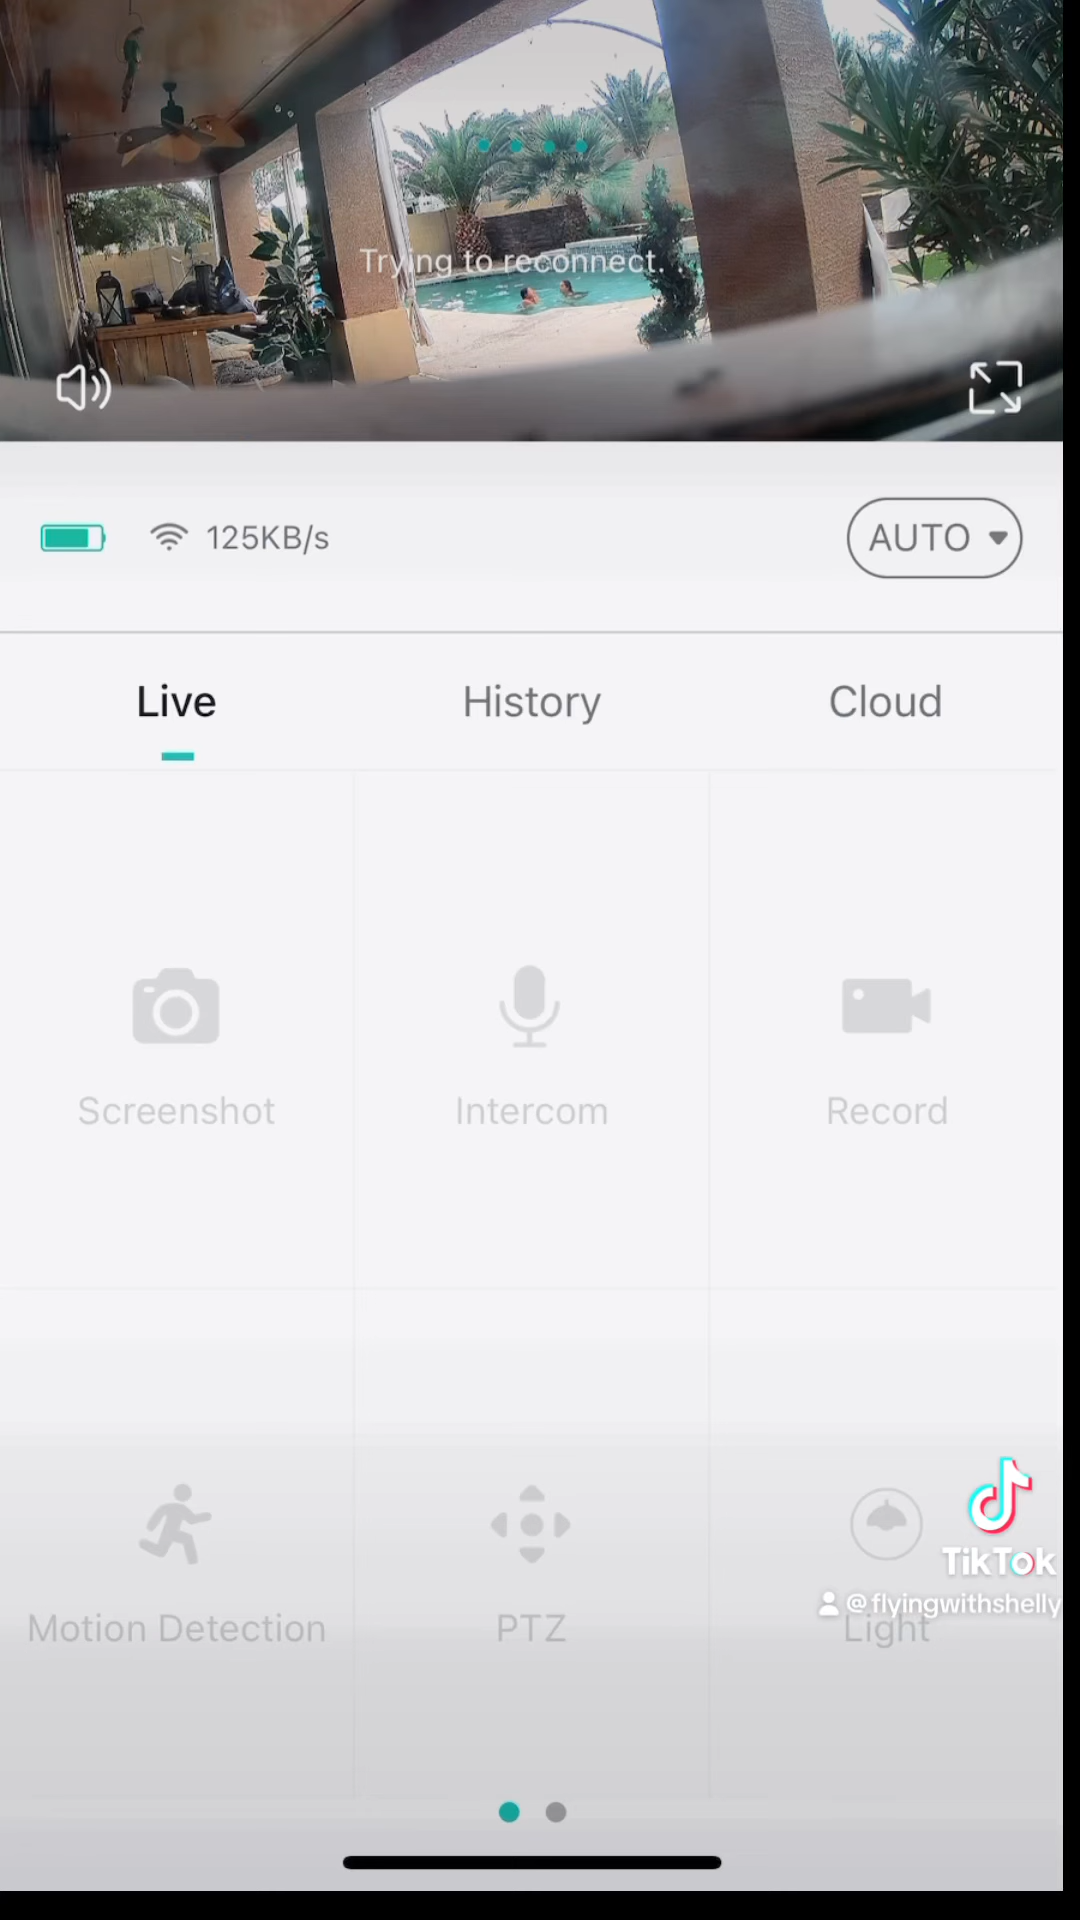 Trying to reconnect. . .
125KB/s
AUTO
Live
History
Cloud
Screenshot
Intercom
Record
TikTok
@flyingwithshelly
Motion Detection
PTZ
Light